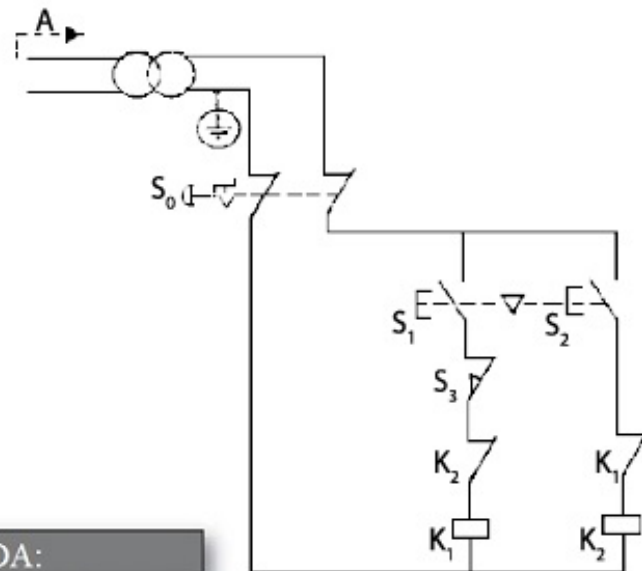 A
S₀
S₁
S₂
S₃
K₂
K₁
K₁
K₂
DA: